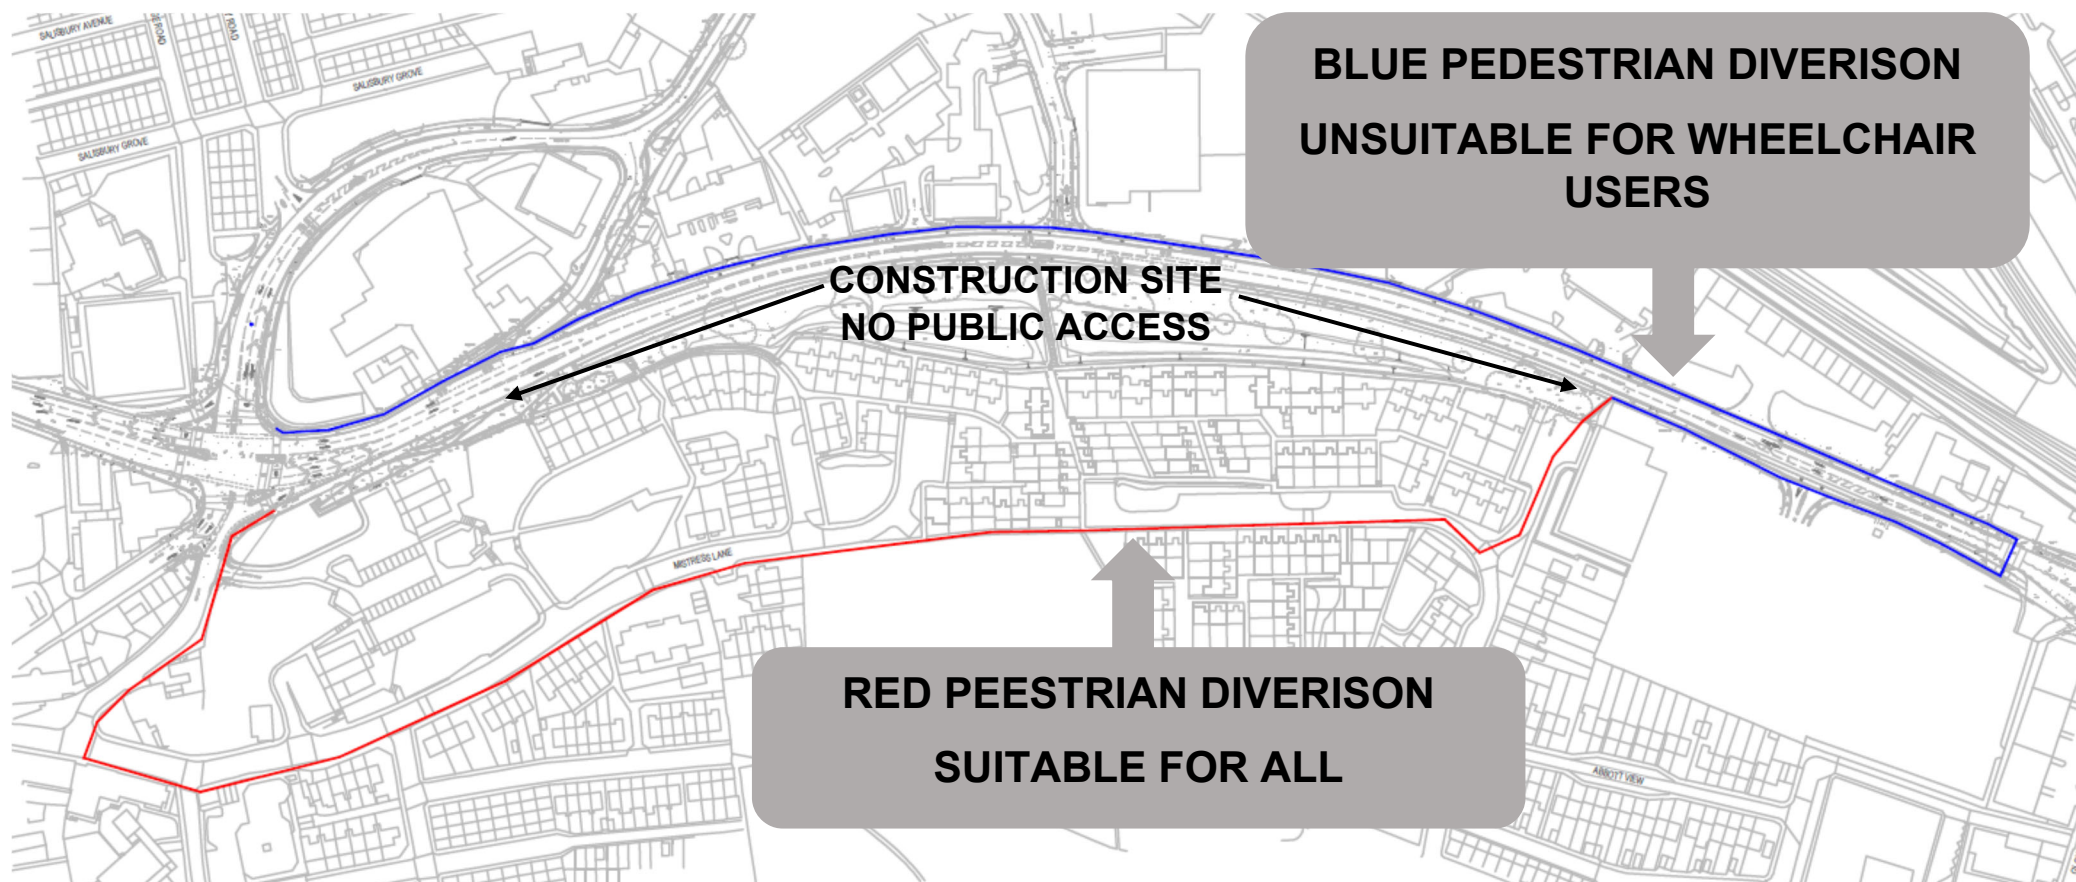 SALISBURY AVENUE
SALISBURY GROVE
SALISBURY GROVE
BLUE PEDESTRIAN DIVERISON
UNSUITABLE FOR WHEELCHAIR
USERS
CONSTRUCTION SITE
NO PUBLIC ACCESS
MISTRESS LANE
RED PEESTRIAN DIVERISON
SUITABLE FOR ALL
ABBOTT VIEW